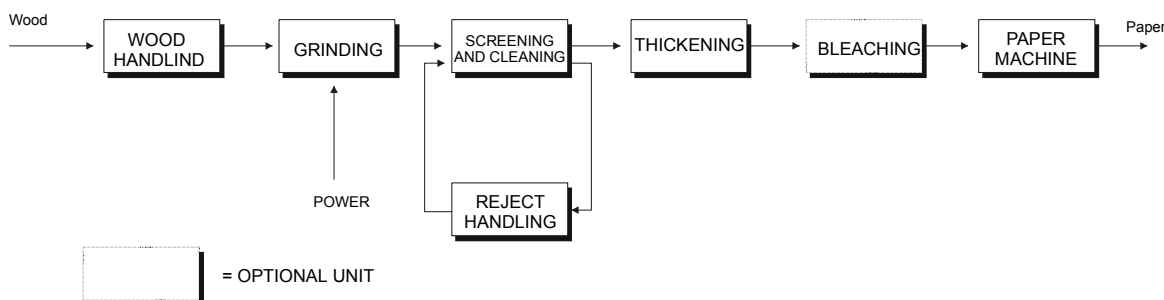 Wood
WOOD
HANDLIND
GRINDING
SCREENING
AND CLEANING
THICKENING
BLEACHING
PAPER
MACHINE
Paper
POWER
REJECT
HANDLING
= OPTIONAL UNIT